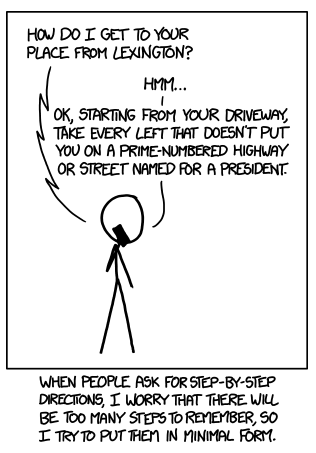 HOW DO I GET TO YOUR
PLACE FROM LEXINGTON?
HMM...
OK, STARTING FROM YOUR DRIVEWAY,
TAKE EVERY LEFT THAT DOESN'T PUT
YOU ON A PRIME-NUMBERED HIGHWAY
OR STREET NAMED FOR A PRESIDENT.
WHEN PEOPLE ASK FOR STEP-BY-STEP
DIRECTIONS, I WORRY THAT THERE WILL
BE TOO MANY STEPS TO REMEMBER, SO
I TRY TO PUT THEM IN MINIMAL FORM.